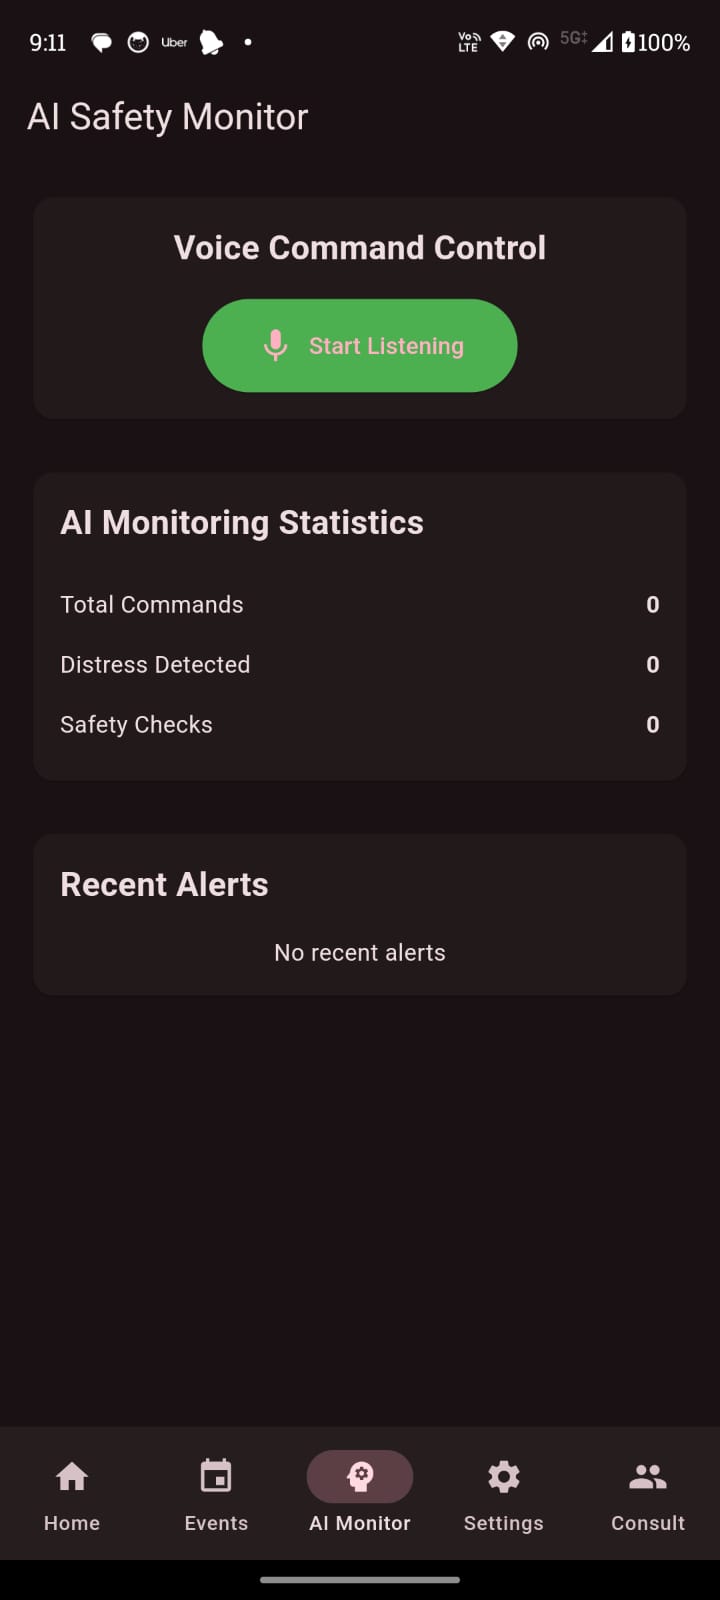 9:11 Uber Vo LTE 5G 100%
AI Safety Monitor
Voice Command Control
Start Listening
AI Monitoring Statistics
Total Commands 0
Distress Detected 0
Safety Checks 0
Recent Alerts
No recent alerts
Home Events AI Monitor Settings Consult